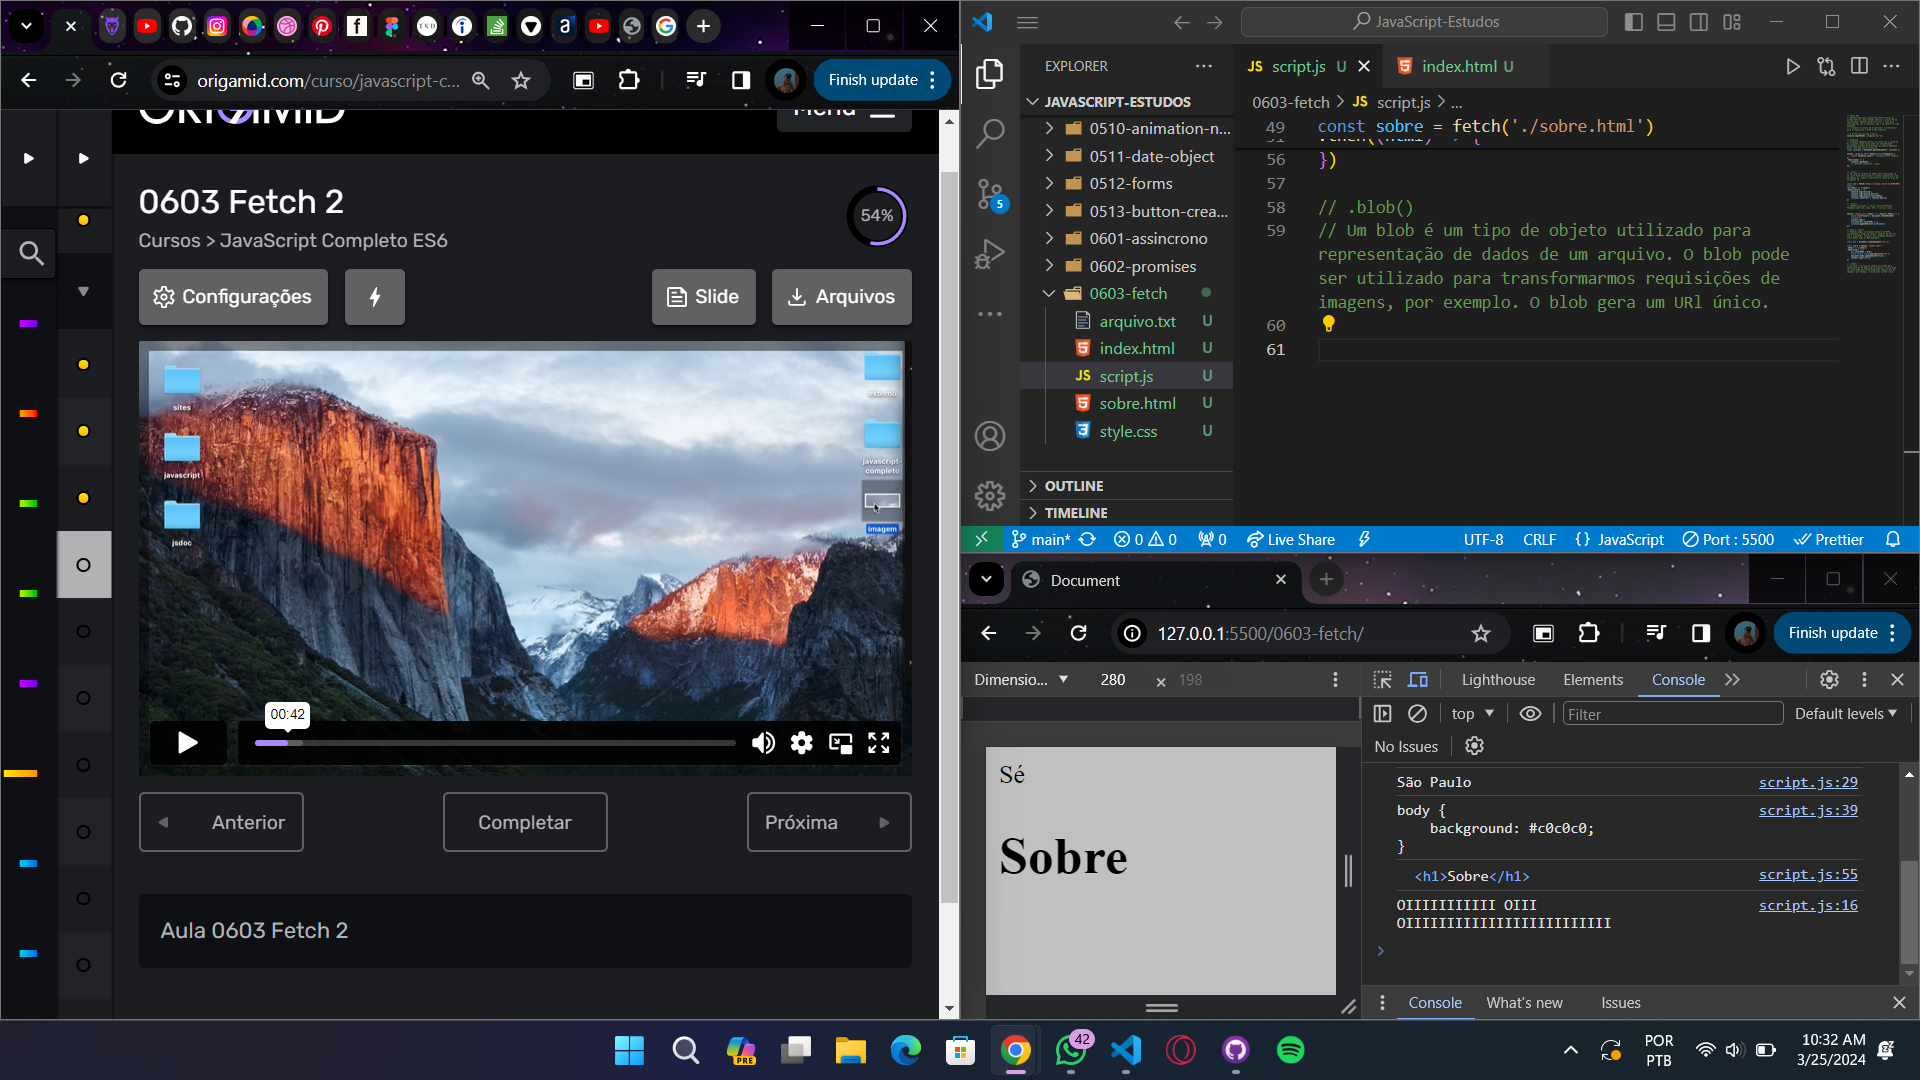 origamid.com/curso/javascript-c...
Finish update
ORIGAMID
Menu
0603 Fetch 2
Cursos > JavaScript Completo ES6
54%
Configurações
Slide
Arquivos
sites
javascript
jsdoc
externo
javascript-
completo
imagem
00:42
Anterior
Completar
Próxima
Aula 0603 Fetch 2
JavaScript-Estudos
EXPLORER
JAVASCRIPT-ESTUDOS
0510-animation-n...
0511-date-object
0512-forms
0513-button-crea...
0601-assincrono
0602-promises
0603-fetch
arquivo.txt U
index.html U
script.js U
sobre.html U
style.css U
OUTLINE
TIMELINE
5
JS script.js U
index.html U
0603-fetch > JS script.js > ...
49 const sobre = fetch('./sobre.html')
56 })
57
58 // .blob()
59 // Um blob é um tipo de objeto utilizado para
representação de dados de um arquivo. O blob pode
ser utilizado para transformarmos requisições de
imagens, por exemplo. O blob gera um URl único.
60
61
main* 0 0 0 Live Share UTF-8 CRLF {} JavaScript Port : 5500 Prettier
Document
127.0.0.1:5500/0603-fetch/
Finish update
Dimensio... 280 × 198
Lighthouse Elements Console
top Filter Default levels
No Issues
Sé
Sobre
São Paulo script.js:29
body { script.js:39
background: #c0c0c0;
}
<h1>Sobre</h1> script.js:55
OIIIIIIIIIII OIII script.js:16
OIIIIIIIIIIIIIIIIIIIIIIIII
Console What's new Issues
PRE
42
POR
PTB
10:32 AM
3/25/2024